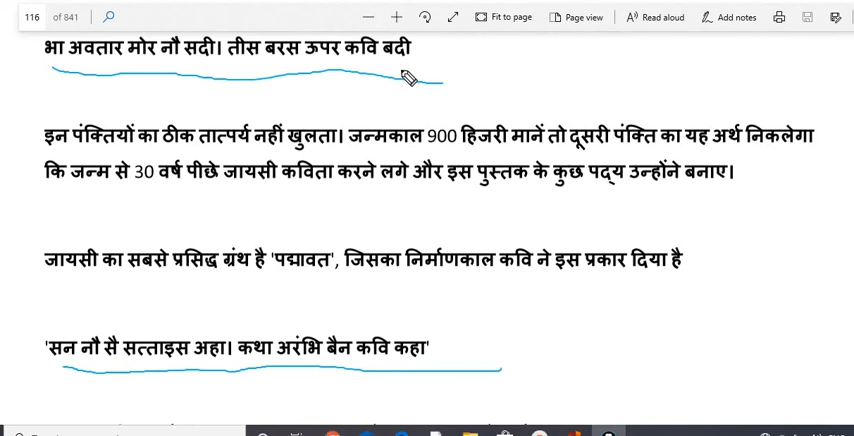 116 of 841 Fit to page Page view Read aloud Add notes
भा अवतार मोर नौ सदी। तीस बरस ऊपर कवि बदी
इन पंक्तियों का ठीक तात्पर्य नहीं खुलता। जन्मकाल 900 हिजरी मानें तो दूसरी पंक्ति का यह अर्थ निकलेगा
कि जन्म से 30 वर्ष पीछे जायसी कविता करने लगे और इस पुस्तक के कुछ पद्य उन्होंने बनाए।
जायसी का सबसे प्रसिद्ध ग्रंथ है 'पद्मावत', जिसका निर्माणकाल कवि ने इस प्रकार दिया है
'सन नौ सै सत्ताइस अहा। कथा अरंभि बैन कवि कहा'